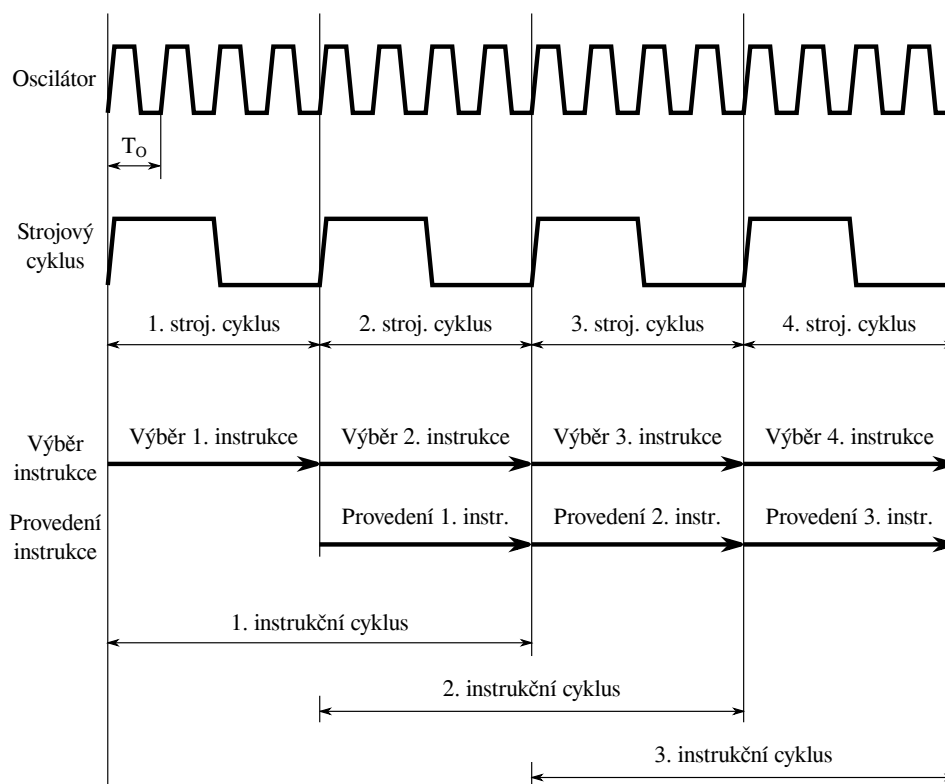 Oscilátor
T_O
Strojový
cyklus
1. stroj. cyklus
2. stroj. cyklus
3. stroj. cyklus
4. stroj. cyklus
Výběr
instrukce
Výběr 1. instrukce
Výběr 2. instrukce
Výběr 3. instrukce
Výběr 4. instrukce
Provedení
instrukce
Provedení 1. instr.
Provedení 2. instr.
Provedení 3. instr.
1. instrukční cyklus
2. instrukční cyklus
3. instrukční cyklus